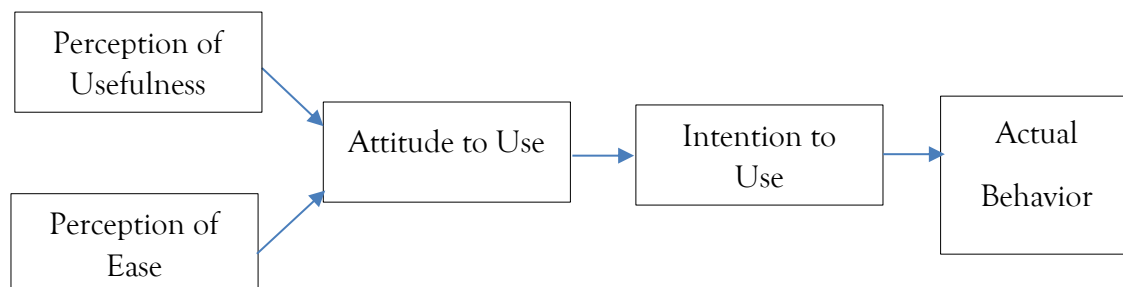 Perception of
Usefulness
Perception of
Ease
Attitude to Use
Intention to
Use
Actual
Behavior